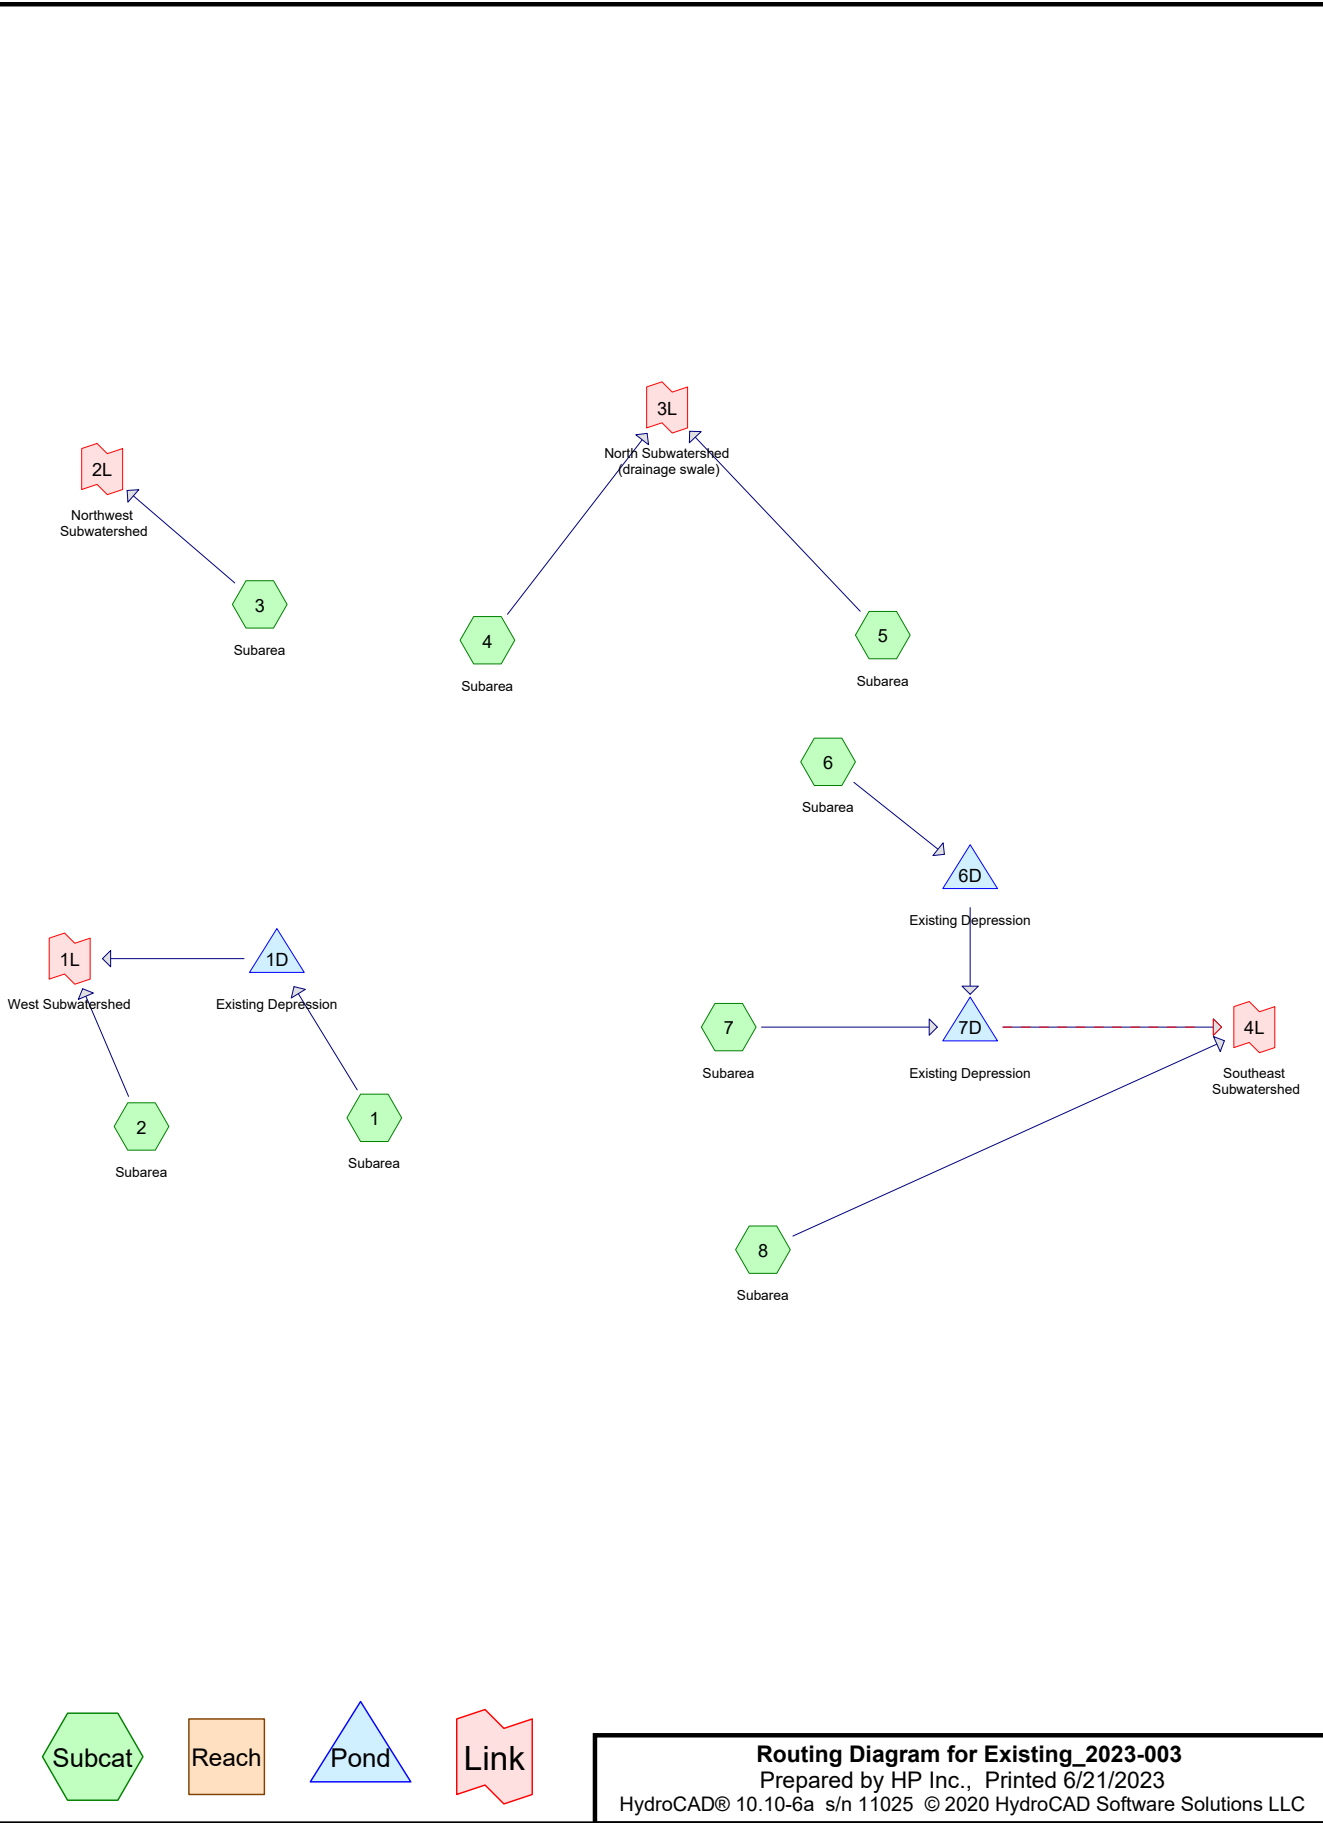 3L
North Subwatershed
(drainage swale)
2L
Northwest
Subwatershed
3
Subarea
4
Subarea
5
Subarea
6
Subarea
6D
Existing Depression
1L
West Subwatershed
1D
Existing Depression
7
Subarea
7D
Existing Depression
4L
Southeast
Subwatershed
2
Subarea
1
Subarea
8
Subarea
Subcat
Reach
Pond
Link
Routing Diagram for Existing_2023-003
Prepared by HP Inc.,  Printed 6/21/2023
HydroCAD® 10.10-6a  s/n 11025  © 2020 HydroCAD Software Solutions LLC